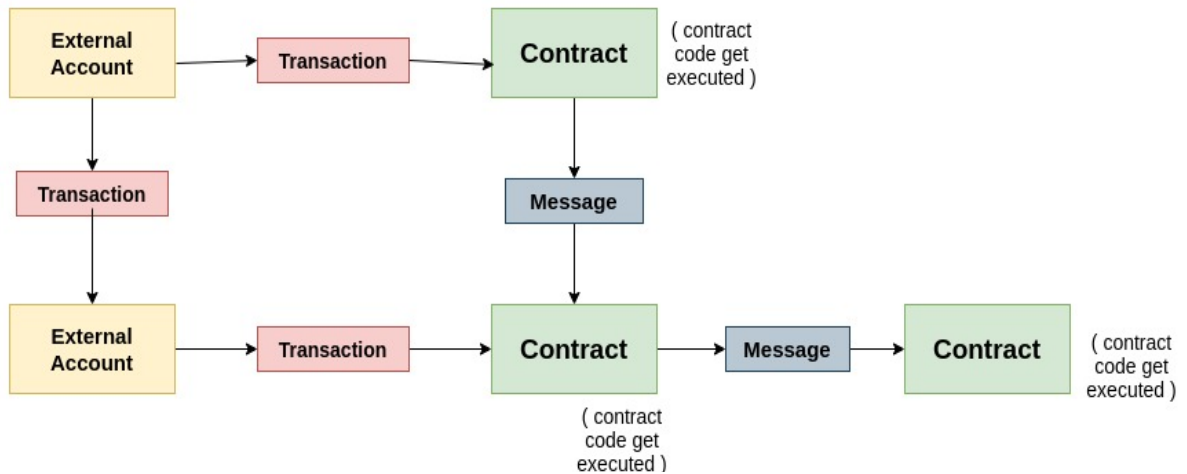 External
Account
Transaction
Contract
( contract
code get
executed )
Transaction
Message
External
Account
Transaction
Contract
Message
Contract
( contract
code get
executed )
( contract
code get
executed )